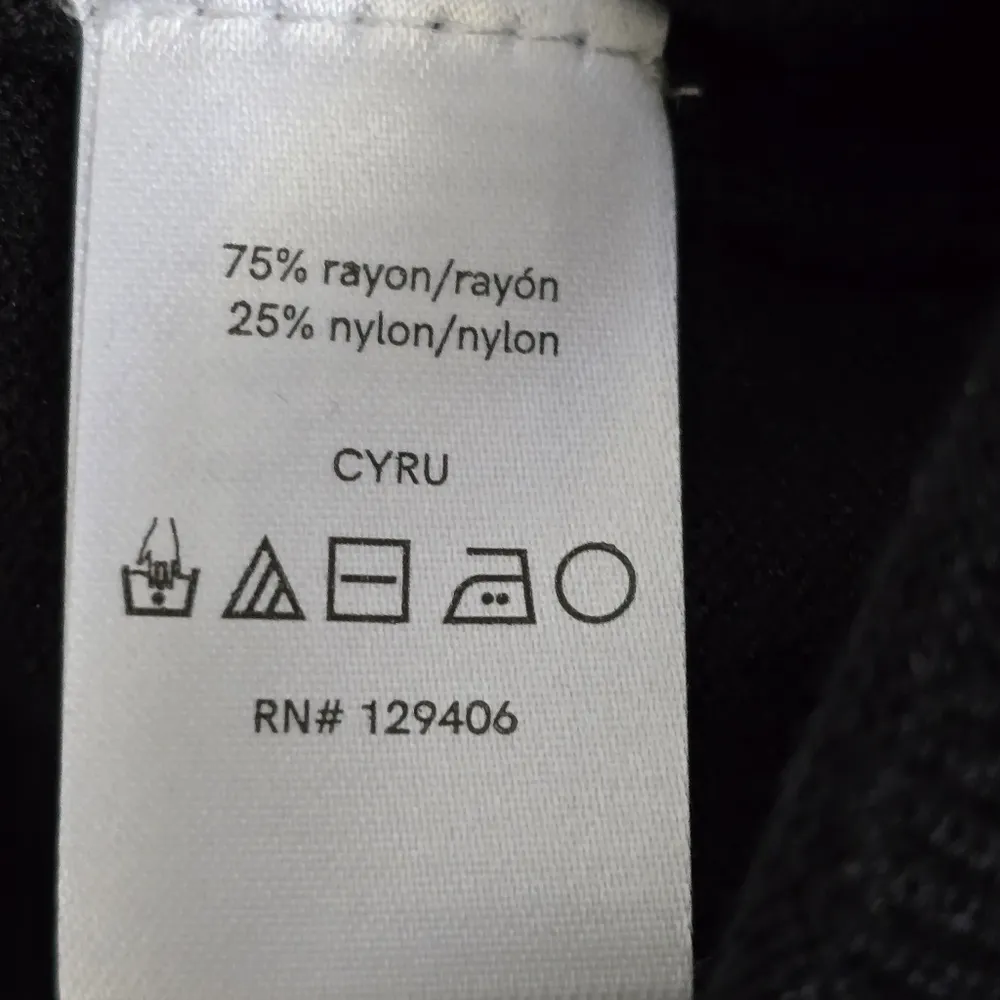 75% rayon/rayón
25% nylon/nylon
CYRU
RN# 129406